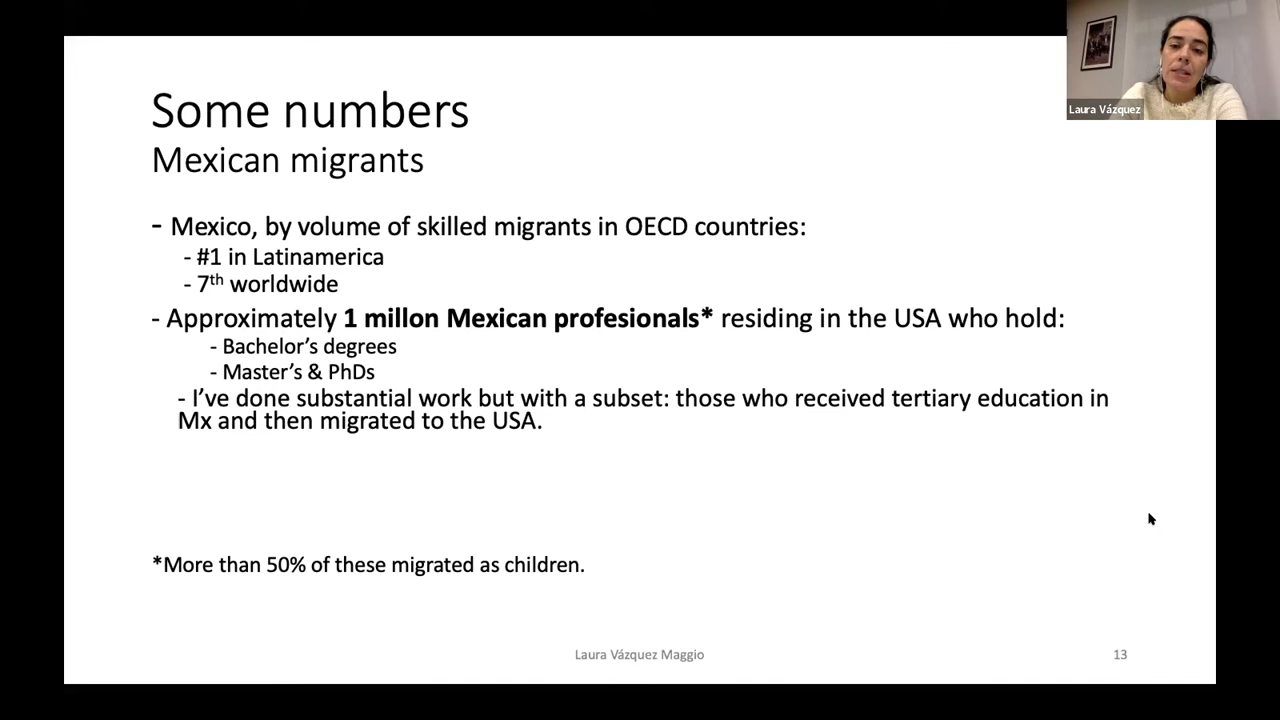 Some numbers
Mexican migrants
- Mexico, by volume of skilled migrants in OECD countries:
- #1 in Latinamerica
- 7th worldwide
- Approximately 1 millon Mexican profesionals* residing in the USA who hold:
- Bachelor’s degrees
- Master’s & PhDs
- I’ve done substantial work but with a subset: those who received tertiary education in
Mx and then migrated to the USA.
*More than 50% of these migrated as children.
Laura Vázquez Maggio
13
Laura Vázquez